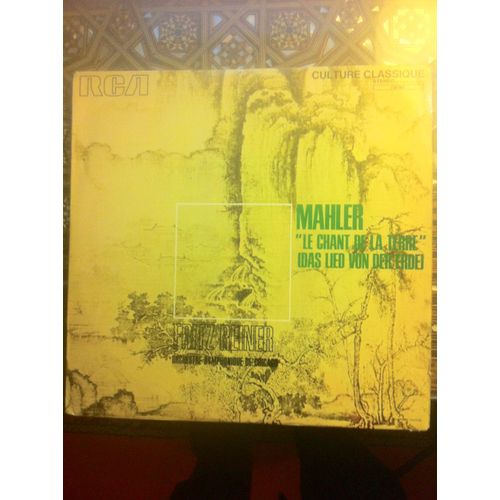 RCA
CULTURE CLASSIQUE
STEREO
MAHLER
"LE CHANT DE LA TERRE"
(DAS LIED VON DER ERDE)
FRITZ REINER
ORCHESTRE SYMPHONIQUE DE CHICAGO